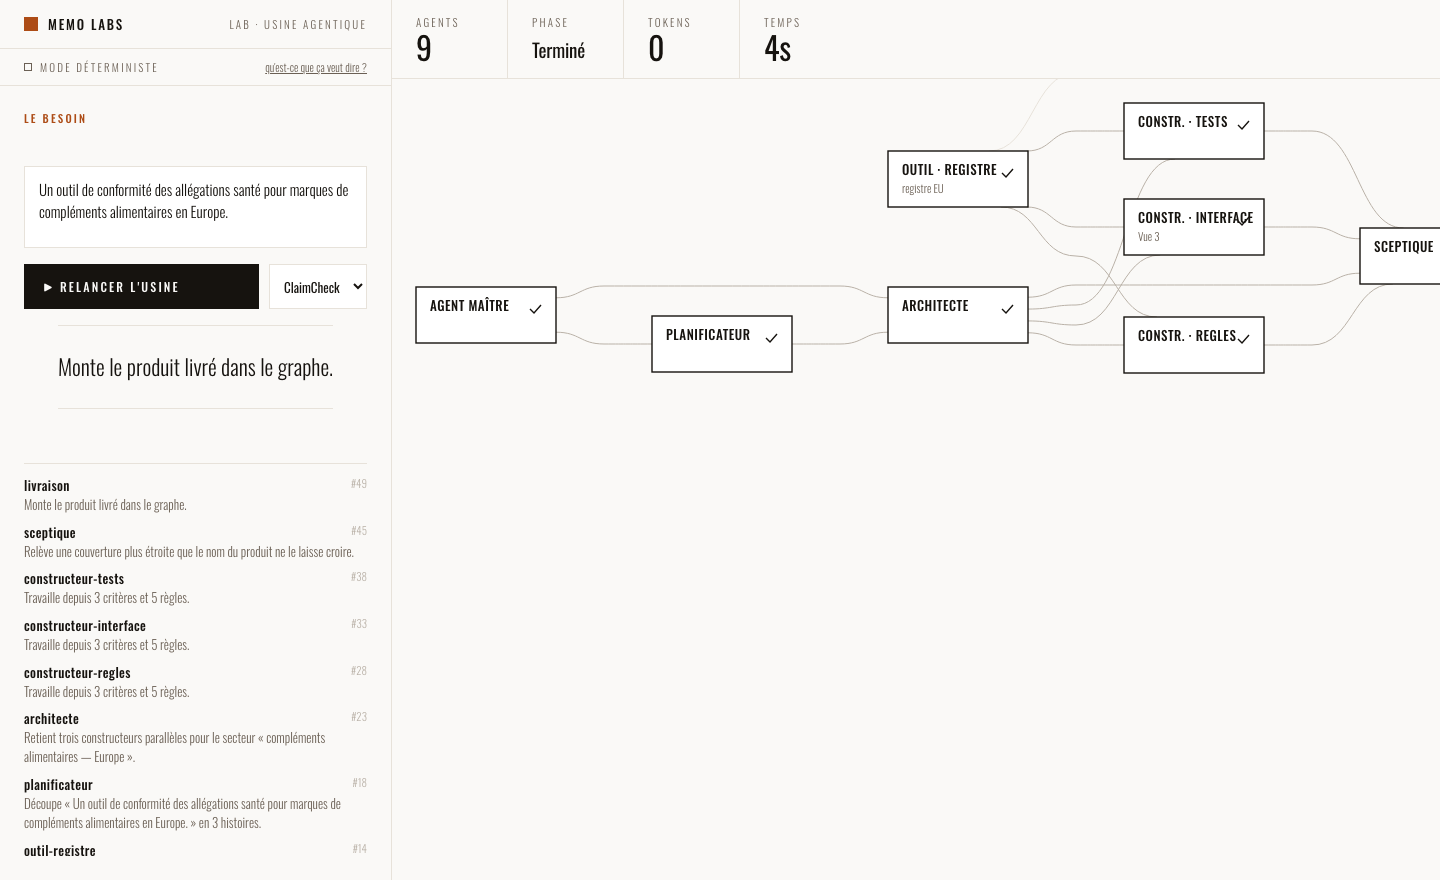 MEMO LABS
LAB · USINE AGENTIQUE
MODE DÉTERMINISTE
qu'est-ce que ça veut dire ?
LE BESOIN
Un outil de conformité des allégations santé pour marques de
compléments alimentaires en Europe.
► RELANCER L'USINE
ClaimCheck
Monte le produit livré dans le graphe.
livraison
#49
Monte le produit livré dans le graphe.
sceptique
#45
Relève une couverture plus étroite que le nom du produit ne le laisse croire.
constructeur-tests
#38
Travaille depuis 3 critères et 5 règles.
constructeur-interface
#33
Travaille depuis 3 critères et 5 règles.
constructeur-regles
#28
Travaille depuis 3 critères et 5 règles.
architecte
#23
Retient trois constructeurs parallèles pour le secteur « compléments
alimentaires — Europe ».
planificateur
#18
Découpe « Un outil de conformité des allégations santé pour marques de
compléments alimentaires en Europe. » en 3 histoires.
outil-registre
#14
AGENTS
9
PHASE
Terminé
TOKENS
0
TEMPS
4s
AGENT MAÎTRE
PLANIFICATEUR
OUTIL · REGISTRE
registre EU
ARCHITECTE
CONSTR. · TESTS
CONSTR. · INTERFACE
Vue 3
CONSTR. · REGLES
SCEPTIQUE